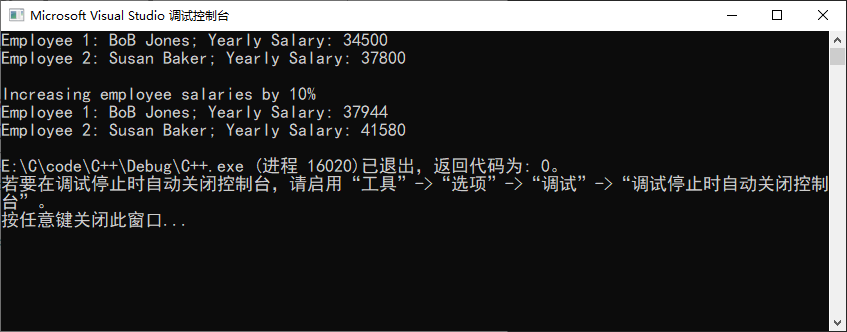 Microsoft Visual Studio 调试控制台
Employee 1: BoB Jones; Yearly Salary: 34500
Employee 2: Susan Baker; Yearly Salary: 37800
Increasing employee salaries by 10%
Employee 1: BoB Jones; Yearly Salary: 37944
Employee 2: Susan Baker; Yearly Salary: 41580
E:\C\code\C++\Debug\C++.exe (进程 16020)已退出，返回代码为: 0。
若要在调试停止时自动关闭控制台，请启用“工具”->“选项”->“调试”->“调试停止时自动关闭控制
台”。
按任意键关闭此窗口...